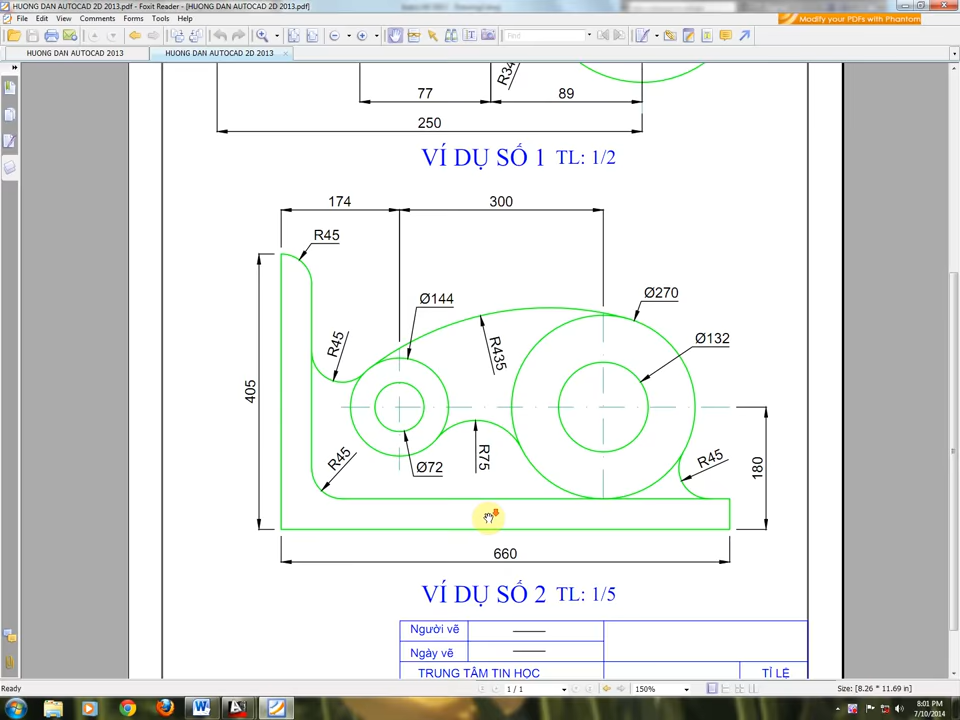 HUONG DAN AUTOCAD 2D 2013.pdf - Foxit Reader - [HUONG DAN AUTOCAD 2D 2013.pdf]
File Edit View Comments Forms Tools Help
Modify your PDFs with Phantom
Find
HUONG DAN AUTOCAD 2013
HUONG DAN AUTOCAD 2D 2013
77
89
250
VÍ DỤ SỐ 1 TL: 1/2
174
300
R45
Ø144
Ø270
Ø132
R45
R435
405
R45
Ø72
R75
R45
180
660
VÍ DỤ SỐ 2 TL: 1/5
Người vẽ
Ngày vẽ
TRUNG TÂM TIN HỌC
TỈ LỆ
Ready
1 / 1
150%
Size: [8.26 * 11.69 in]
8:01 PM
7/10/2014